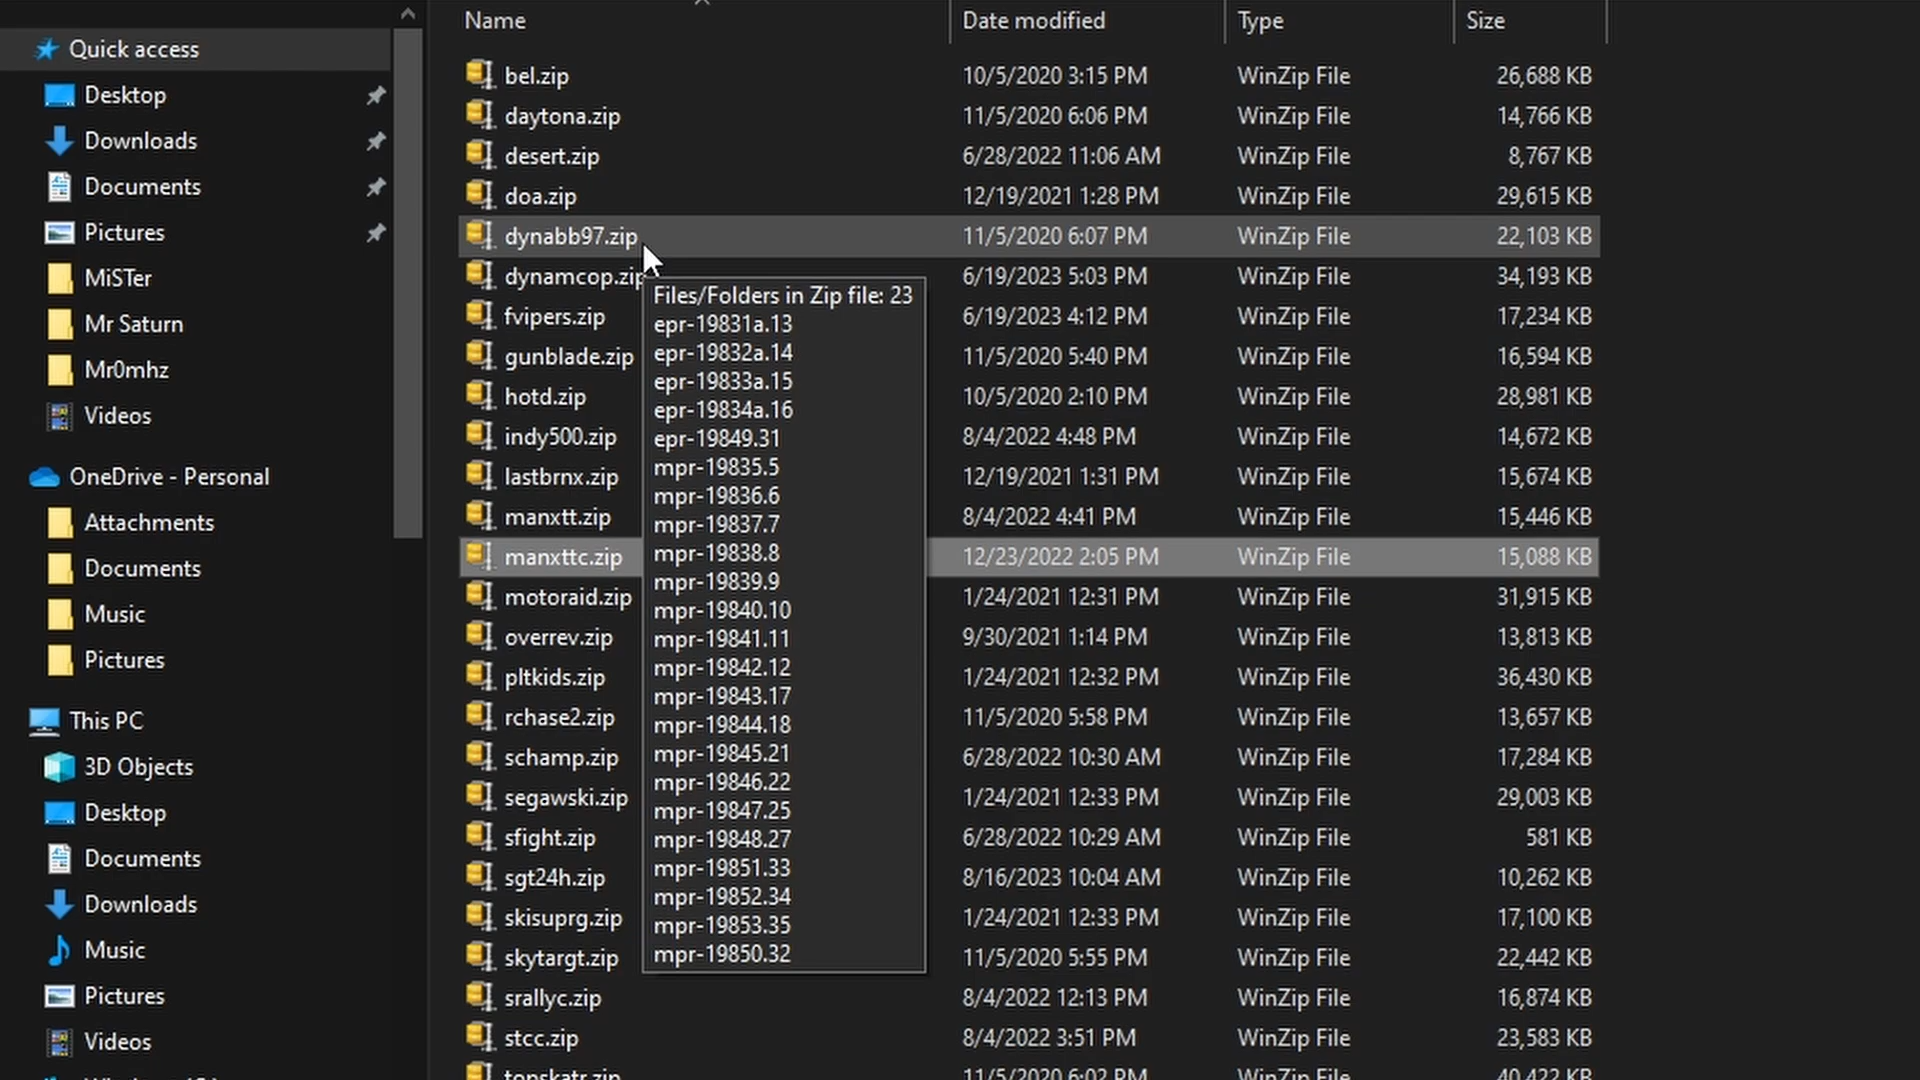 Quick access
Desktop
Downloads
Documents
Pictures
MiSTer
Mr Saturn
Mr0mhz
Videos
OneDrive - Personal
Attachments
Documents
Music
Pictures
This PC
3D Objects
Desktop
Documents
Downloads
Music
Pictures
Videos
Name Date modified Type Size
bel.zip 10/5/2020 3:15 PM WinZip File 26,688 KB
daytona.zip 11/5/2020 6:06 PM WinZip File 14,766 KB
desert.zip 6/28/2022 11:06 AM WinZip File 8,767 KB
doa.zip 12/19/2021 1:28 PM WinZip File 29,615 KB
dynabb97.zip 11/5/2020 6:07 PM WinZip File 22,103 KB
dynamcop.zip 6/19/2023 5:03 PM WinZip File 34,193 KB
fvipers.zip 6/19/2023 4:12 PM WinZip File 17,234 KB
gunblade.zip 11/5/2020 5:40 PM WinZip File 16,594 KB
hotd.zip 10/5/2020 2:10 PM WinZip File 28,981 KB
indy500.zip 8/4/2022 4:48 PM WinZip File 14,672 KB
lastbrnx.zip 12/19/2021 1:31 PM WinZip File 15,674 KB
manxtt.zip 8/4/2022 4:41 PM WinZip File 15,446 KB
manxttc.zip 12/23/2022 2:05 PM WinZip File 15,088 KB
motoraid.zip 1/24/2021 12:31 PM WinZip File 31,915 KB
overrev.zip 9/30/2021 1:14 PM WinZip File 13,813 KB
pltkids.zip 1/24/2021 12:32 PM WinZip File 36,430 KB
rchase2.zip 11/5/2020 5:58 PM WinZip File 13,657 KB
schamp.zip 6/28/2022 10:30 AM WinZip File 17,284 KB
segawski.zip 1/24/2021 12:33 PM WinZip File 29,003 KB
sfight.zip 6/28/2022 10:29 AM WinZip File 581 KB
sgt24h.zip 8/16/2023 10:04 AM WinZip File 10,262 KB
skisuprg.zip 1/24/2021 12:33 PM WinZip File 17,100 KB
skytargt.zip 11/5/2020 5:55 PM WinZip File 22,442 KB
srallyc.zip 8/4/2022 12:13 PM WinZip File 16,874 KB
stcc.zip 8/4/2022 3:51 PM WinZip File 23,583 KB
topskatr.zip 11/5/2020 6:02 PM WinZip File 40,422 KB
Files/Folders in Zip file: 23
epr-19831a.13
epr-19832a.14
epr-19833a.15
epr-19834a.16
epr-19849.31
mpr-19835.5
mpr-19836.6
mpr-19837.7
mpr-19838.8
mpr-19839.9
mpr-19840.10
mpr-19841.11
mpr-19842.12
mpr-19843.17
mpr-19844.18
mpr-19845.21
mpr-19846.22
mpr-19847.25
mpr-19848.27
mpr-19851.33
mpr-19852.34
mpr-19853.35
mpr-19850.32